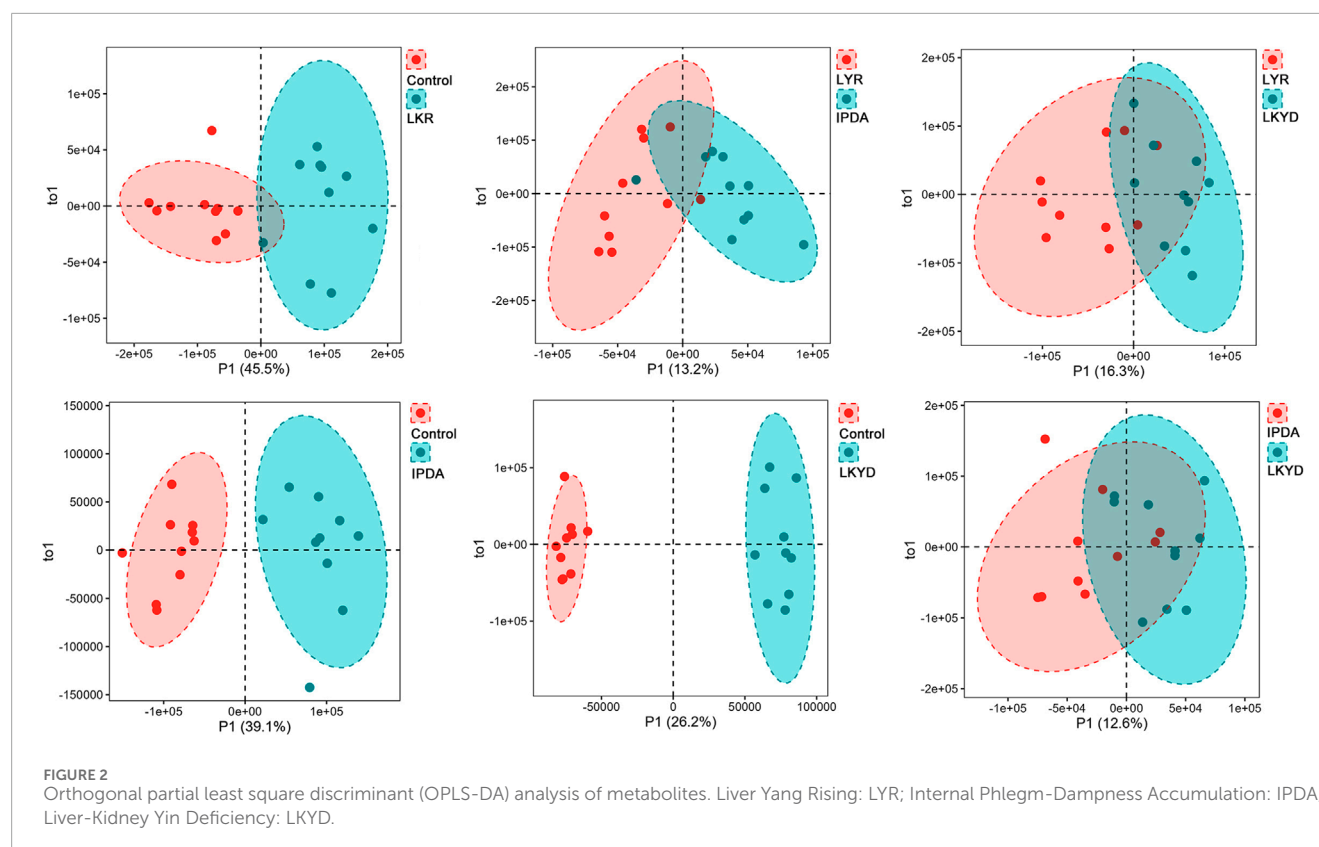 1e+05
5e+04
0e+00
-5e+04
-1e+05
to1
-2e+05 -1e+05 0e+00 1e+05 2e+05
P1 (45.5%)
Control
LKR
2e+05
1e+05
0e+00
-1e+05
-2e+05
to1
-1e+05 -5e+04 0e+00 5e+04 1e+05
P1 (13.2%)
LYR
IPDA
2e+05
1e+05
0e+00
-1e+05
-2e+05
to1
-1e+05 0e+00 1e+05
P1 (16.3%)
LYR
LKYD
150000
100000
50000
0
-50000
-100000
-150000
to1
-1e+05 0e+00 1e+05
P1 (39.1%)
Control
IPDA
1e+05
0e+00
-1e+05
to1
-50000 0 50000 100000
P1 (26.2%)
Control
LKYD
2e+05
1e+05
0e+00
-1e+05
-2e+05
to1
-1e+05 -5e+04 0e+00 5e+04 1e+05
P1 (12.6%)
IPDA
LKYD
FIGURE 2
Orthogonal partial least square discriminant (OPLS-DA) analysis of metabolites. Liver Yang Rising: LYR; Internal Phlegm-Dampness Accumulation: IPDA
Liver-Kidney Yin Deficiency: LKYD.